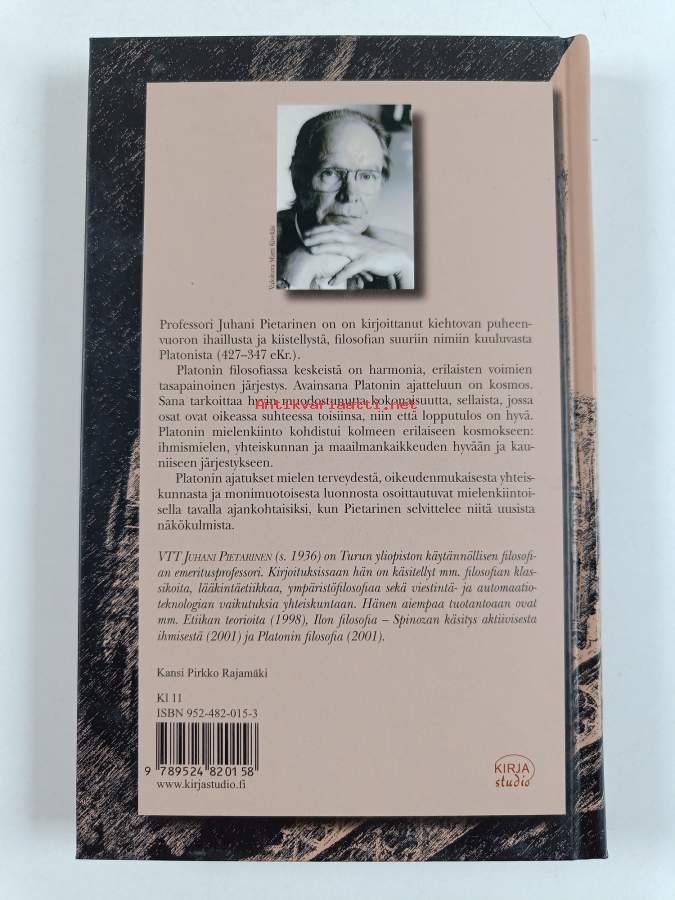 Valokuva Matti Kivekäs
Professori Juhani Pietarinen on on kirjoittanut kiehtovan puheen-
vuoron ihaillusta ja kiistellystä, filosofian suuriin nimiin kuuluvasta
Platonista (427–347 eKr.).
Platonin filosofiassa keskeistä on harmonia, erilaisten voimien
tasapainoinen järjestys. Avainsana Platonin ajatteluun on kosmos.
Sana tarkoittaa hyvin muodostunutta kokonaisuutta, sellaista, jossa
Antikvariaatti.net
osat ovat oikeassa suhteessa toisiinsa, niin että lopputulos on hyvä.
Platonin mielenkiinto kohdistui kolmeen erilaiseen kosmokseen:
ihmismielen, yhteiskunnan ja maailmankaikkeuden hyvään ja kau-
niiseen järjestykseen.
Platonin ajatukset mielen terveydestä, oikeudenmukaisesta yhteis-
kunnasta ja monimuotoisesta luonnosta osoittautuvat mielenkiintoi-
sella tavalla ajankohtaisiksi, kun Pietarinen selvittelee niitä uusista
näkökulmista.
VTT JUHANI PIETARINEN (s. 1936) on Turun yliopiston käytännöllisen filosofi-
an emeritusprofessori. Kirjoituksissaan hän on käsitellyt mm. filosofian klas-
sikoita, lääkintäetiikkaa, ympäristöfilosofiaa sekä viestintä- ja automaatio-
teknologian vaikutuksia yhteiskuntaan. Hänen aiempaa tuotantoaan ovat
mm. Etiikan teorioita (1998), Ilon filosofia – Spinozan käsitys aktiivisesta
ihmisestä (2001) ja Platonin filosofia (2001).
Kansi Pirkko Rajamäki
Kl 11
ISBN 952-482-015-3
9 789524 820158
www.kirjastudio.fi
KIRJA
studio